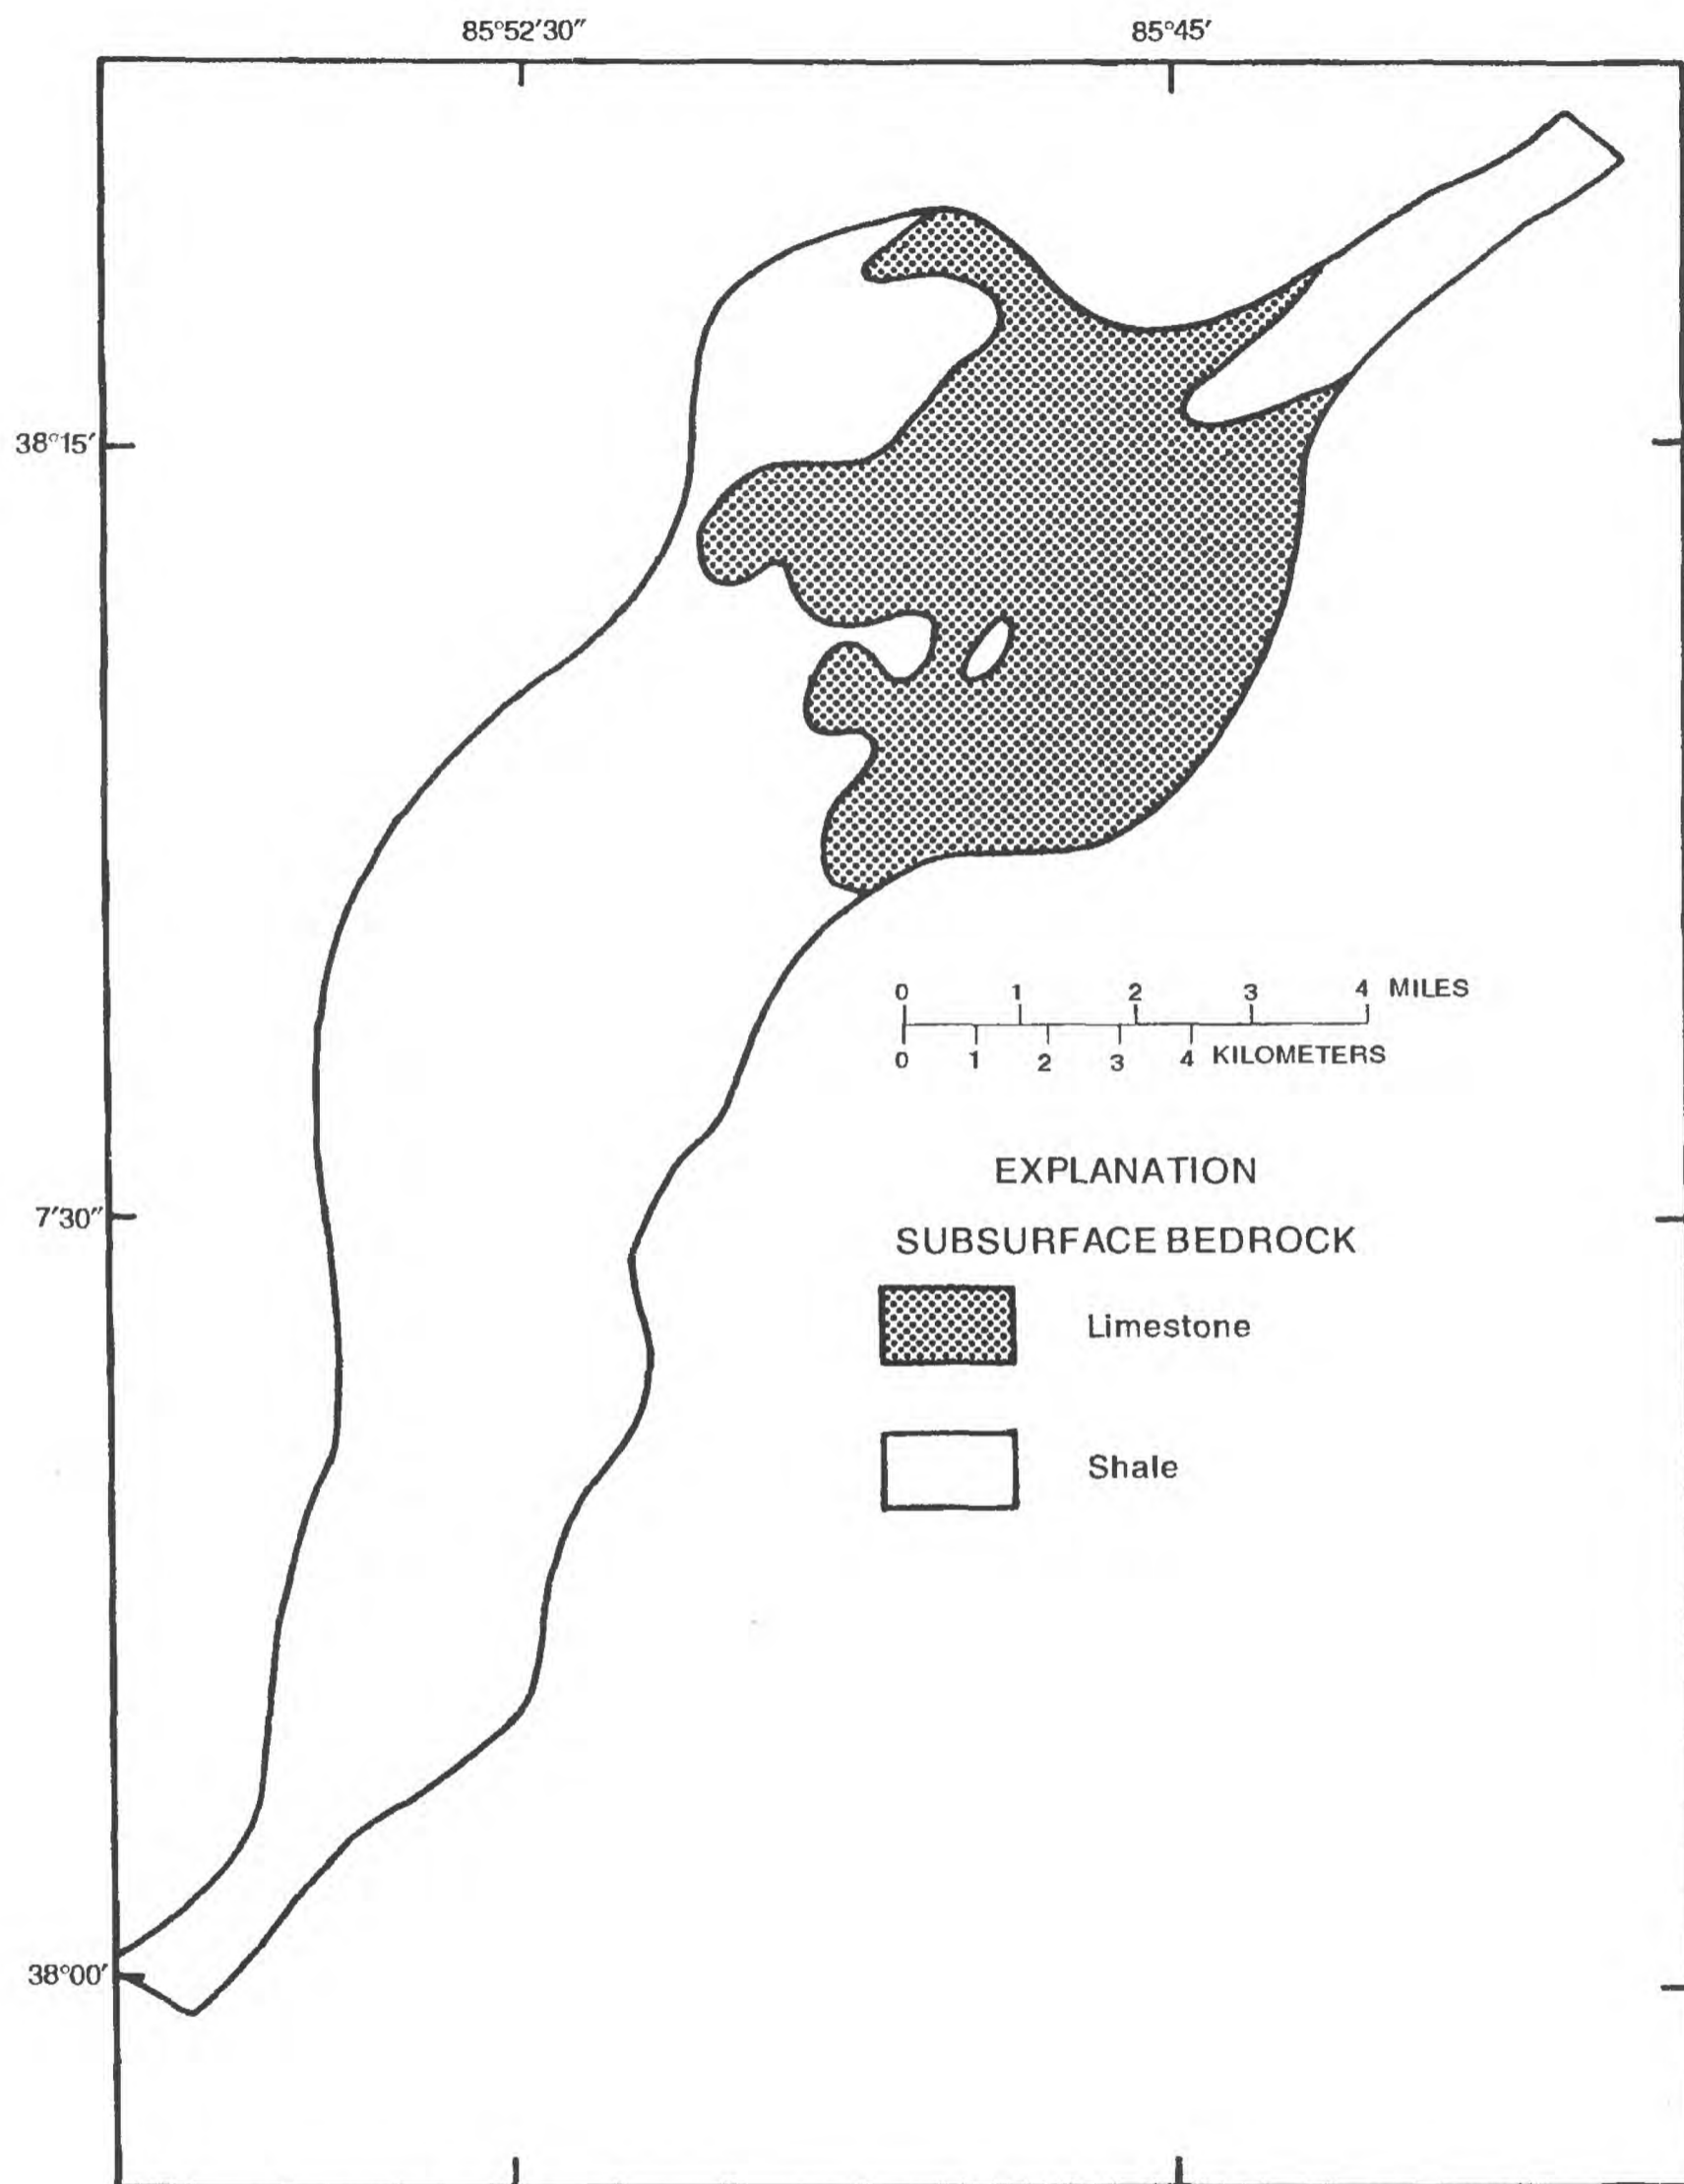 85°52'30" 85°45'
38°15'
0 1 2 3 4 MILES
0 1 2 3 4 KILOMETERS
EXPLANATION
7'30"
SUBSURFACE BEDROCK
Limestone
Shale
38°00'